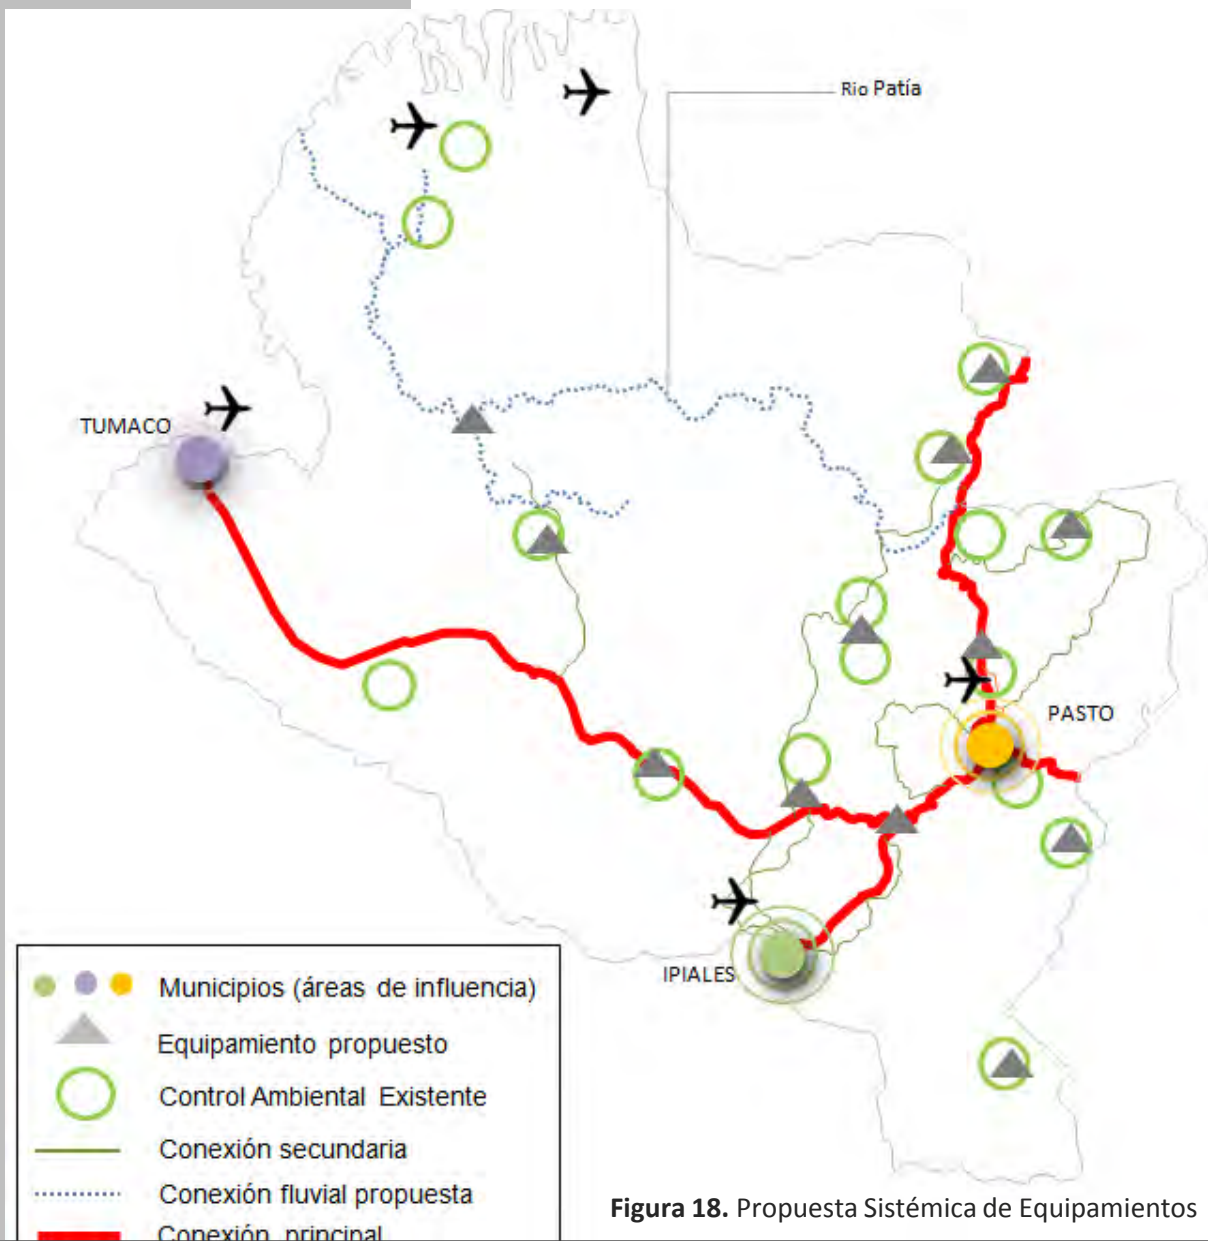 Rio Patía
TUMACO
PASTO
IPIALES
Municipios (áreas de influencia)
Equipamiento propuesto
Control Ambiental Existente
Conexión secundaria
Conexión fluvial propuesta
Conexión principal
Figura 18. Propuesta Sistémica de Equipamientos